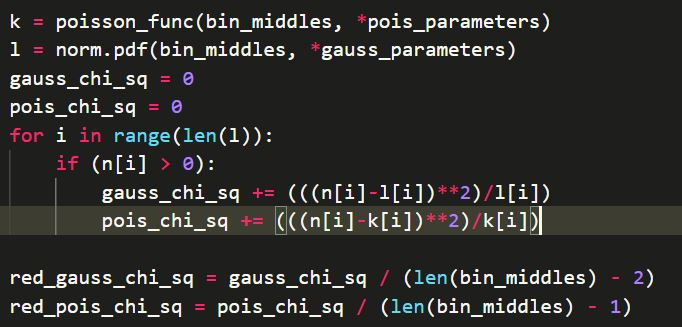 k = poisson_func(bin_middles, *pois_parameters)
l = norm.pdf(bin_middles, *gauss_parameters)
gauss_chi_sq = 0
pois_chi_sq = 0
for i in range(len(l)):
    if (n[i] > 0):
        gauss_chi_sq += (((n[i]-l[i])**2)/l[i])
        pois_chi_sq += (((n[i]-k[i])**2)/k[i])
red_gauss_chi_sq = gauss_chi_sq / (len(bin_middles) - 2)
red_pois_chi_sq = pois_chi_sq / (len(bin_middles) - 1)